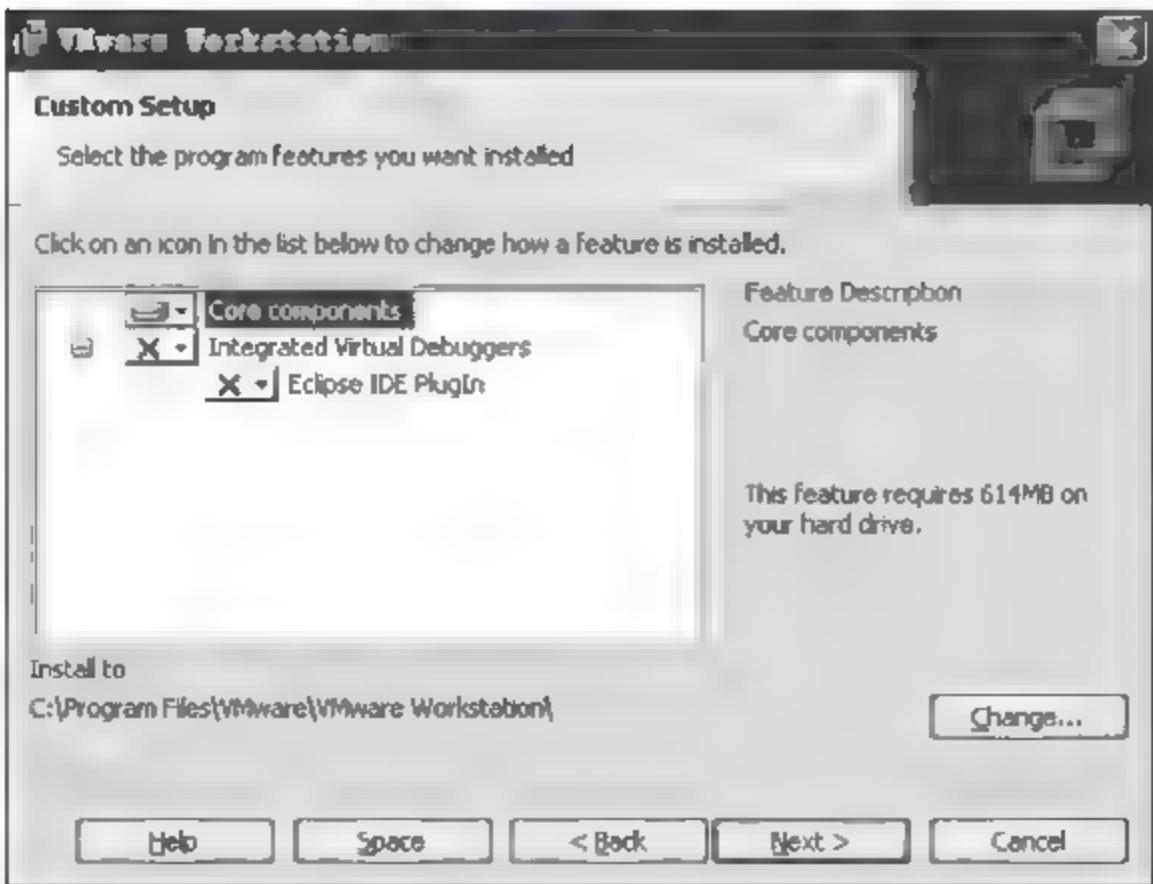 VMware Workstation
Custom Setup
Select the program features you want installed
Click on an icon in the list below to change how a feature is installed.
Core components
Integrated Virtual Debuggers
Eclipse IDE PlugIn
Feature Description
Core components
This feature requires 614MB on
your hard drive.
Install to
C:\Program Files\VMware\VMware Workstation\
Change...
Help
Space
< Back
Next >
Cancel